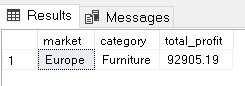 Results Messages
market category total_profit
1 Europe Furniture 92905.19